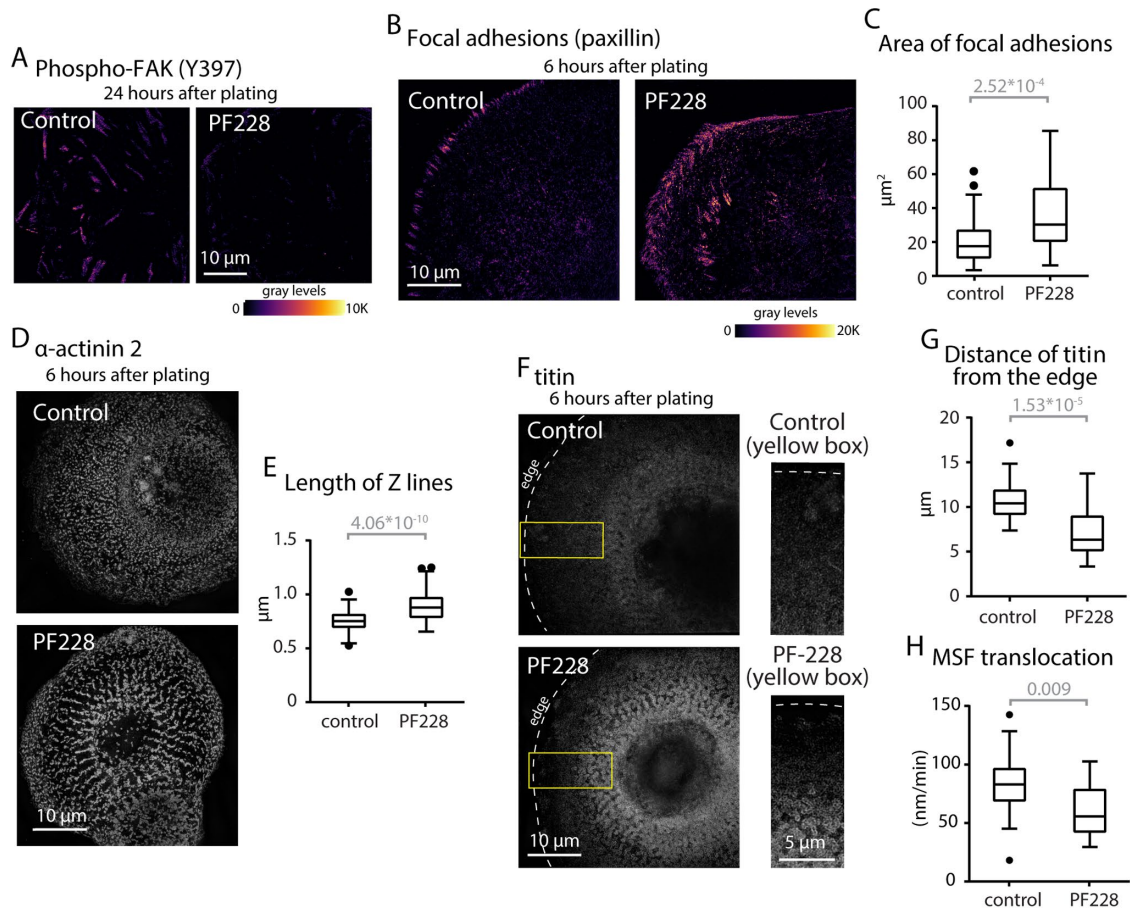 A Phospho-FAK (Y397)
24 hours after plating
Control
PF228
10 µm
gray levels
0
10K
B Focal adhesions (paxillin)
6 hours after plating
Control
PF228
10 µm
gray levels
0
20K
C
Area of focal adhesions
2.52*10⁻⁴
100
80
60
40
20
0
µm²
control
PF228
D α-actinin 2
6 hours after plating
Control
PF228
10 µm
E
Length of Z lines
4.06*10⁻¹⁰
1.5
1.0
0.5
0
µm
control
PF228
F titin
6 hours after plating
Control
edge
Control
(yellow box)
PF228
edge
10 µm
PF-228
(yellow box)
5 µm
G
Distance of titin
from the edge
1.53*10⁻⁵
20
15
10
5
0
µm
control
PF228
H MSF translocation
0.009
150
100
50
0
(nm/min)
control
PF228